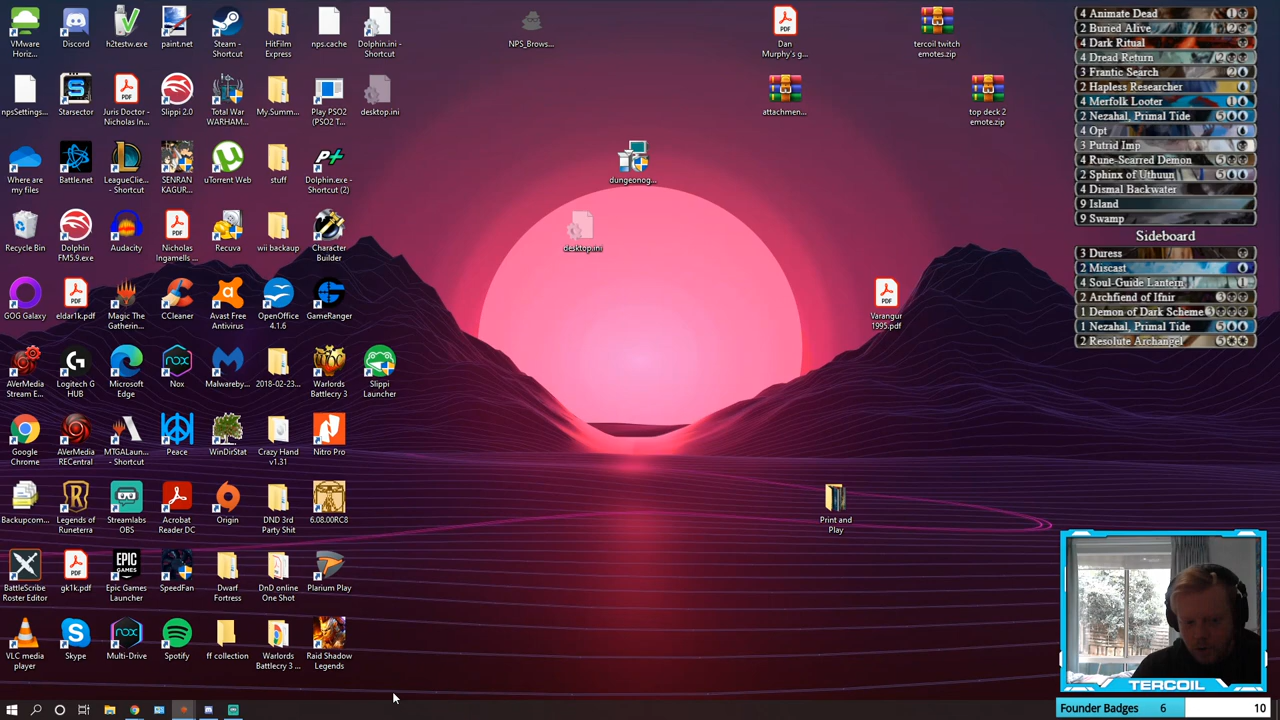 VMware
Horiz...
Discord
h2testw.exe
paint.net
Steam -
Shortcut
HitFilm
Express
nps.cache
Dolphin.ini -
Shortcut
NPS_Brows...
Dan
Murphy's g...
tercoil twitch
emotes.zip
npsSettings...
Starsector
Juris Doctor -
Nicholas In...
Slippi 2.0
Total War
WARHAM...
My.Summ...
Play PSO2
(PSO2 T...
desktop.ini
attachmen...
top deck 2
emote.zip
Where are
my files
Battle.net
LeagueClie...
- Shortcut
SENRAN
KAGUR...
uTorrent Web
stuff
Dolphin.exe -
Shortcut (2)
dungeonog...
Recycle Bin
Dolphin
FM5.9.exe
Audacity
Nicholas
Ingamells ...
Recuva
wii backup
Character
Builder
desktop.ini
GOG Galaxy
eldar1k.pdf
Magic The
Gatherin...
CCleaner
Avast Free
Antivirus
OpenOffice
4.1.6
GameRanger
Varangur
1995.pdf
AVerMedia
Stream E...
Logitech G
HUB
Microsoft
Edge
Nox
Malwareby...
2018-02-23...
Warlords
Battlecry 3
Slippi
Launcher
Google
Chrome
AVerMedia
RECentral
MTGALaun...
- Shortcut
Peace
WinDirStat
Crazy Hand
v1.31
Nitro Pro
Backupcom...
Legends of
Runeterra
Streamlabs
OBS
Acrobat
Reader DC
Origin
DND 3rd
Party Shit
6.08.00RC8
Print and
Play
BattleScribe
Roster Editor
gk1k.pdf
EPIC
GAMES
Epic Games
Launcher
SpeedFan
Dwarf
Fortress
DnD online
One Shot
Plarium Play
VLC media
player
Skype
nox
Multi-Drive
Spotify
ff collection
Warlords
Battlecry 3 ...
Raid Shadow
Legends
4 Animate Dead
2 Buried Alive
4 Dark Ritual
4 Dread Return
3 Frantic Search
2 Hapless Researcher
4 Merfolk Looter
2 Nezahal, Primal Tide
4 Opt
3 Putrid Imp
4 Rune-Scarred Demon
2 Sphinx of Uthuun
4 Dismal Backwater
9 Island
9 Swamp
Sideboard
3 Duress
2 Miscast
4 Soul-Guide Lantern
2 Archfiend of Ifnir
1 Demon of Dark Scheme
1 Nezahal, Primal Tide
2 Resolute Archangel
TERCOIL
Founder Badges 6 10